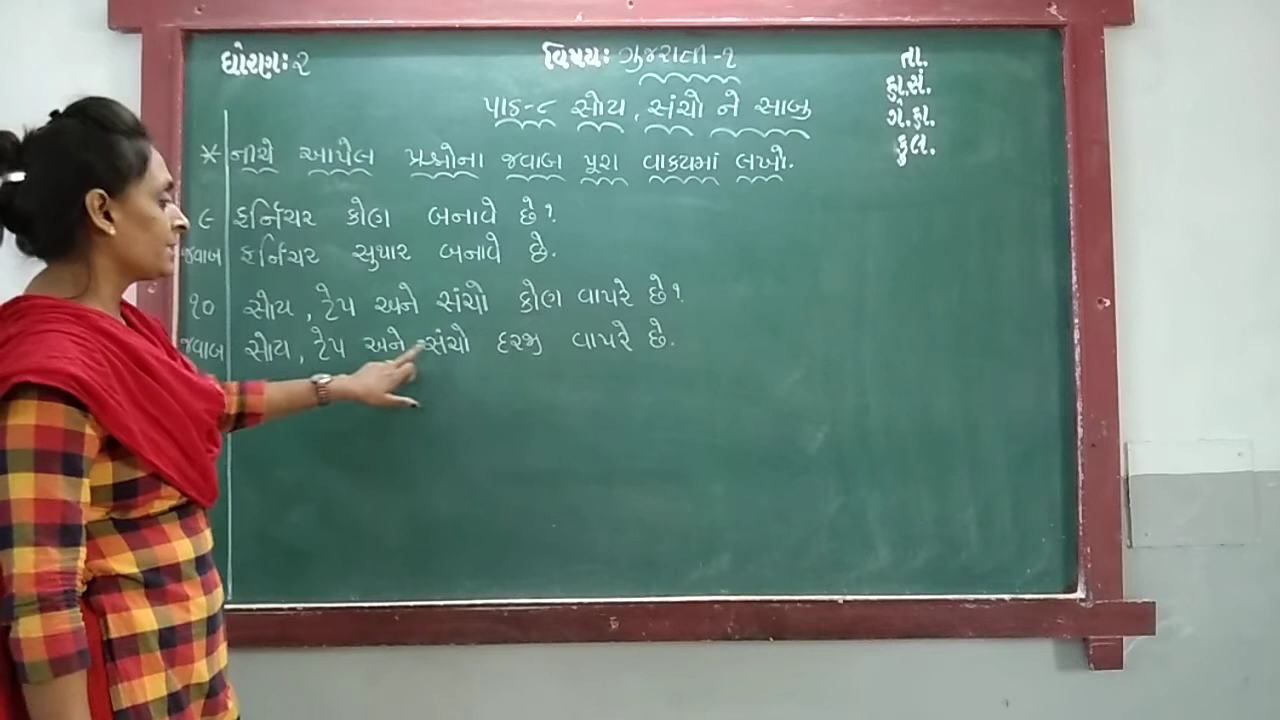 ધોરણ: ૨
વિષય: ગુજરાતી -૧
તા.
ક્રા.સં.
ગે.કા.
કુલ.
પાઠ-૮ સોય, સંચો ને સાબુ
* નીચે આપેલ પ્રશ્નોના જવાબ પૂરા વાક્યમાં લખો.
૯ ફર્નિચર કોણ બનાવે છે?
જવાબ ફર્નિચર સુથાર બનાવે છે.
૧૦ સોય, ટેપ અને સંચો કોણ વાપરે છે?
જવાબ સોય, ટેપ અને સંચો દરજી વાપરે છે.